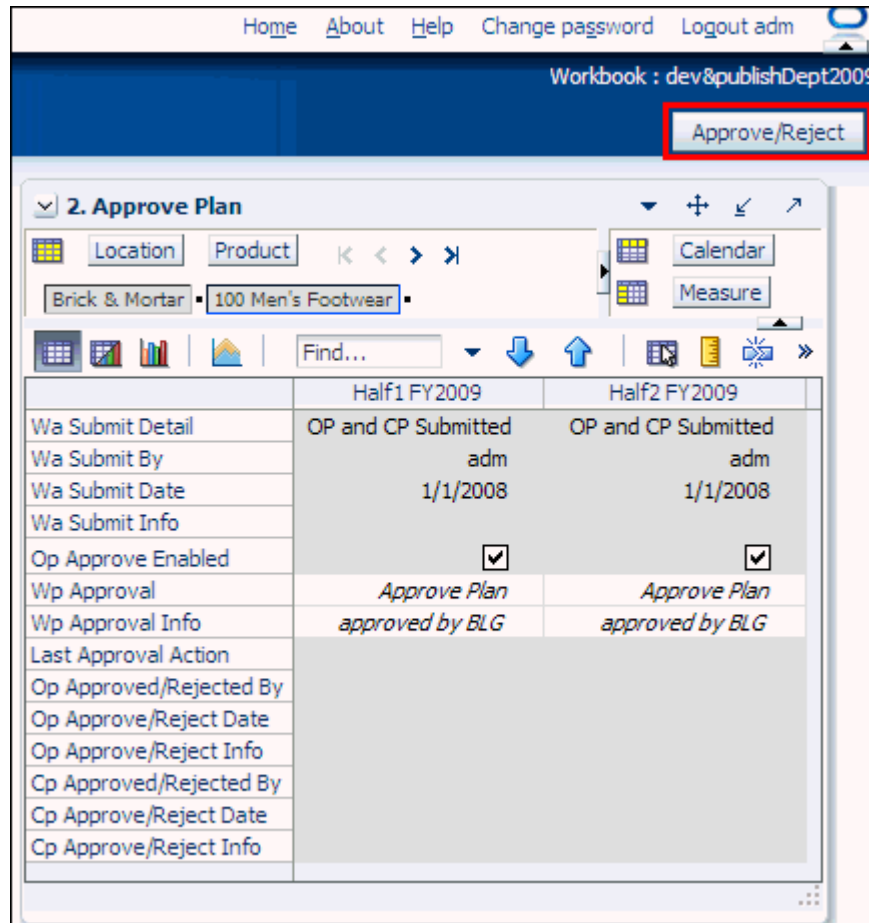 Home About Help Change password Logout adm
Workbook : dev&publishDept2009
Approve/Reject
2. Approve Plan
Location Product Calendar
Brick & Mortar 100 Men's Footwear Measure
Find...
Half1 FY2009 Half2 FY2009
Wa Submit Detail OP and CP Submitted OP and CP Submitted
Wa Submit By adm adm
Wa Submit Date 1/1/2008 1/1/2008
Wa Submit Info
Op Approve Enabled
Wp Approval Approve Plan Approve Plan
Wp Approval Info approved by BLG approved by BLG
Last Approval Action
Op Approved/Rejected By
Op Approve/Reject Date
Op Approve/Reject Info
Cp Approved/Rejected By
Cp Approve/Reject Date
Cp Approve/Reject Info